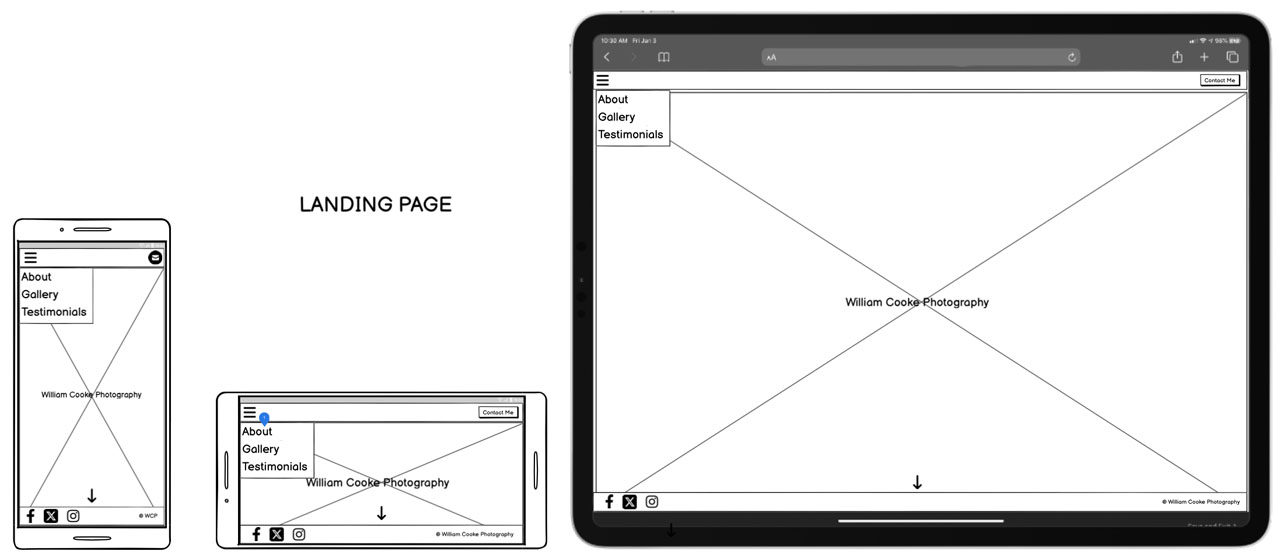 LANDING PAGE
About
Gallery
Testimonials
William Cooke Photography
© WCP
Contact Me
About
Gallery
Testimonials
William Cooke Photography
© William Cooke Photography
10:30 AM Fri Jan 3
98%
AA
Contact Me
About
Gallery
Testimonials
William Cooke Photography
© William Cooke Photography